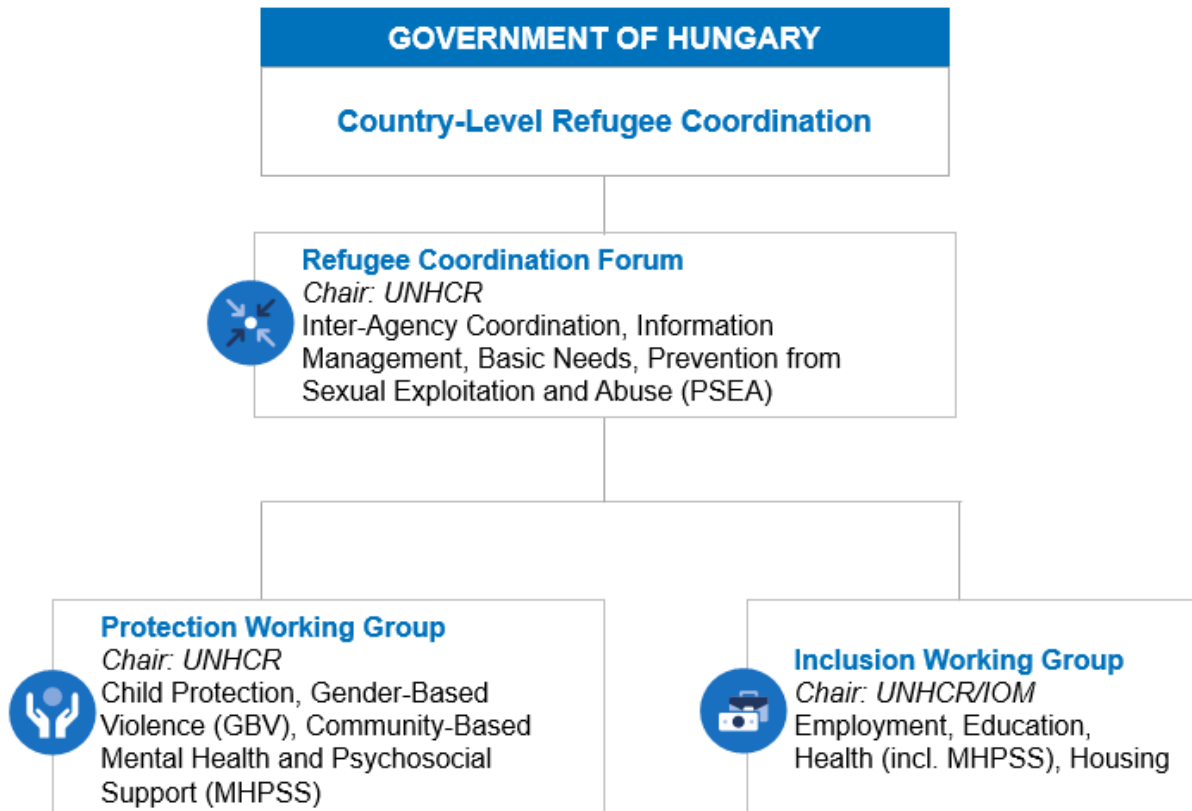 GOVERNMENT OF HUNGARY
Country-Level Refugee Coordination
Refugee Coordination Forum
Chair: UNHCR
Inter-Agency Coordination, Information
Management, Basic Needs, Prevention from
Sexual Exploitation and Abuse (PSEA)
Protection Working Group
Chair: UNHCR
Child Protection, Gender-Based
Violence (GBV), Community-Based
Mental Health and Psychosocial
Support (MHPSS)
Inclusion Working Group
Chair: UNHCR/IOM
Employment, Education,
Health (incl. MHPSS), Housing